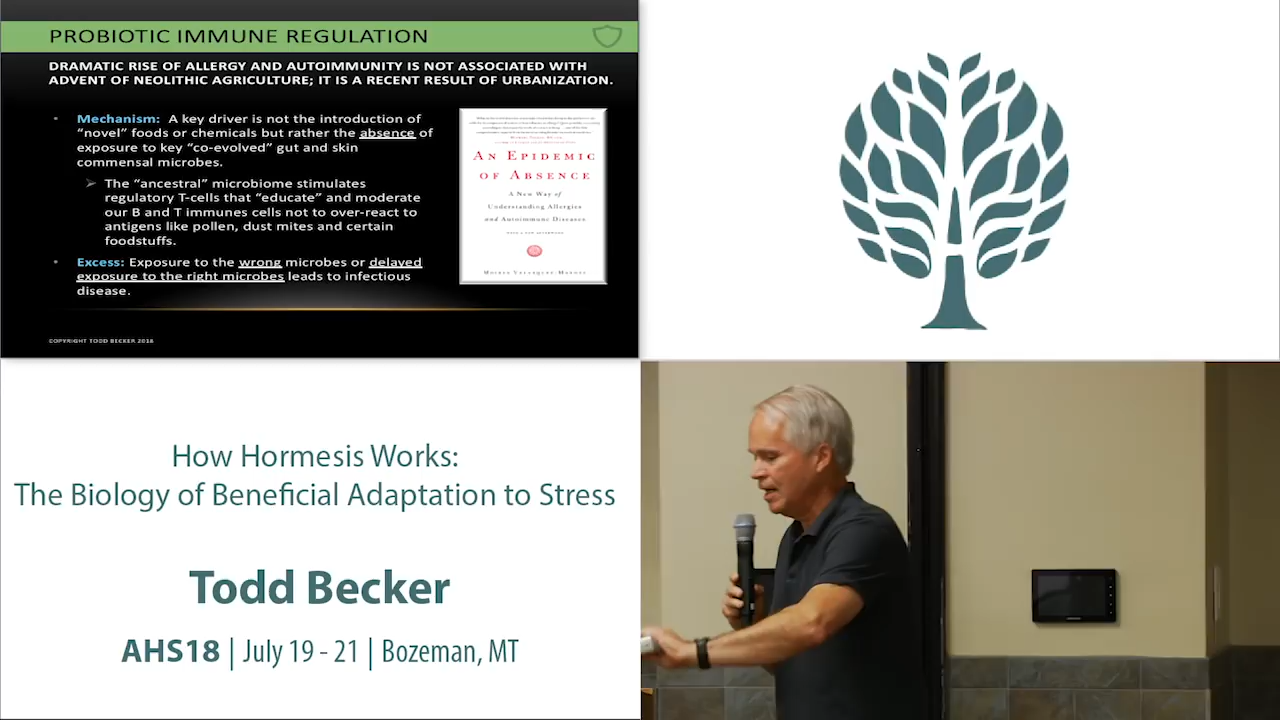 PROBIOTIC IMMUNE REGULATION
DRAMATIC RISE OF ALLERGY AND AUTOIMMUNITY IS NOT ASSOCIATED WITH
ADVENT OF NEOLITHIC AGRICULTURE; IT IS A RECENT RESULT OF URBANIZATION.
• Mechanism: A key driver is not the introduction of
“novel” foods or chemicals but rather the absence of
exposure to key “co-evolved” gut and skin
commensal microbes.
➢ The “ancestral” microbiome stimulates
regulatory T-cells that “educate” and moderate
our B and T immunes cells not to over-react to
antigens like pollen, dust mites and certain
foodstuffs.
• Excess: Exposure to the wrong microbes or delayed
exposure to the right microbes leads to infectious
disease.
AN EPIDEMIC
OF ABSENCE
A New Way of
Understanding Allergies
and Autoimmune Diseases
COPYRIGHT TODD BECKER 2018
How Hormesis Works:
The Biology of Beneficial Adaptation to Stress
Todd Becker
AHS18 | July 19 - 21 | Bozeman, MT